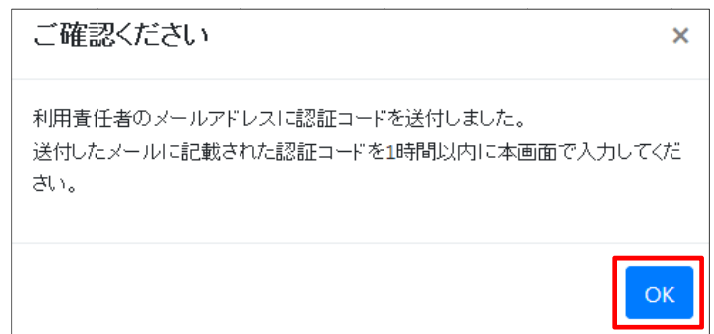 ご確認ください
×
利用責任者のメールアドレスに認証コードを送付しました。
送付したメールに記載された認証コードを1時間以内に本画面で入力してくだ
さい。
OK